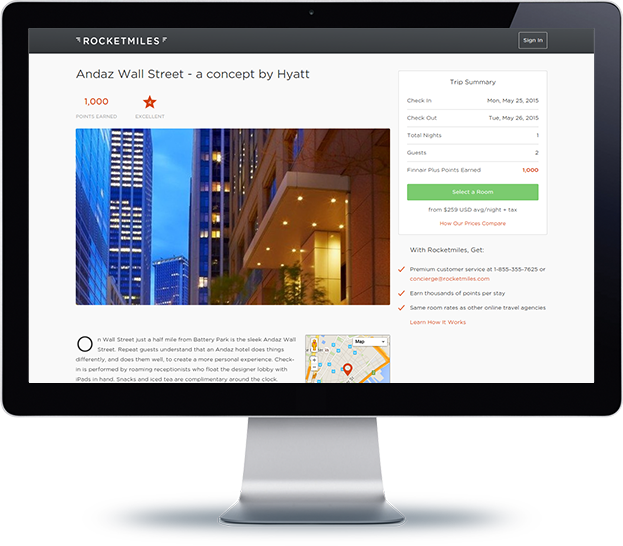 ROCKETMILES
Sign In
Andaz Wall Street - a concept by Hyatt
1,000
POINTS EARNED
EXCELLENT
Trip Summary
Check In Mon, May 25, 2015
Check Out Tue, May 26, 2015
Total Nights 1
Guests 2
Finnair Plus Points Earned 1,000
Select a Room
from $259 USD avg/night + tax
How Our Prices Compare
With Rocketmiles, Get:
Premium customer service at 1-855-355-7625 or
concierge@rocketmiles.com
Earn thousands of points per stay
Same room rates as other online travel agencies
Learn How It Works
On Wall Street just a half mile from Battery Park is the sleek Andaz Wall
Street. Repeat guests understand that an Andaz hotel does things
differently, and does them well, to create a more personal experience. Check-
in is performed by roaming receptionists who float the designer lobby with
iPads in hand. Snacks and iced tea are complimentary around the clock.
Map